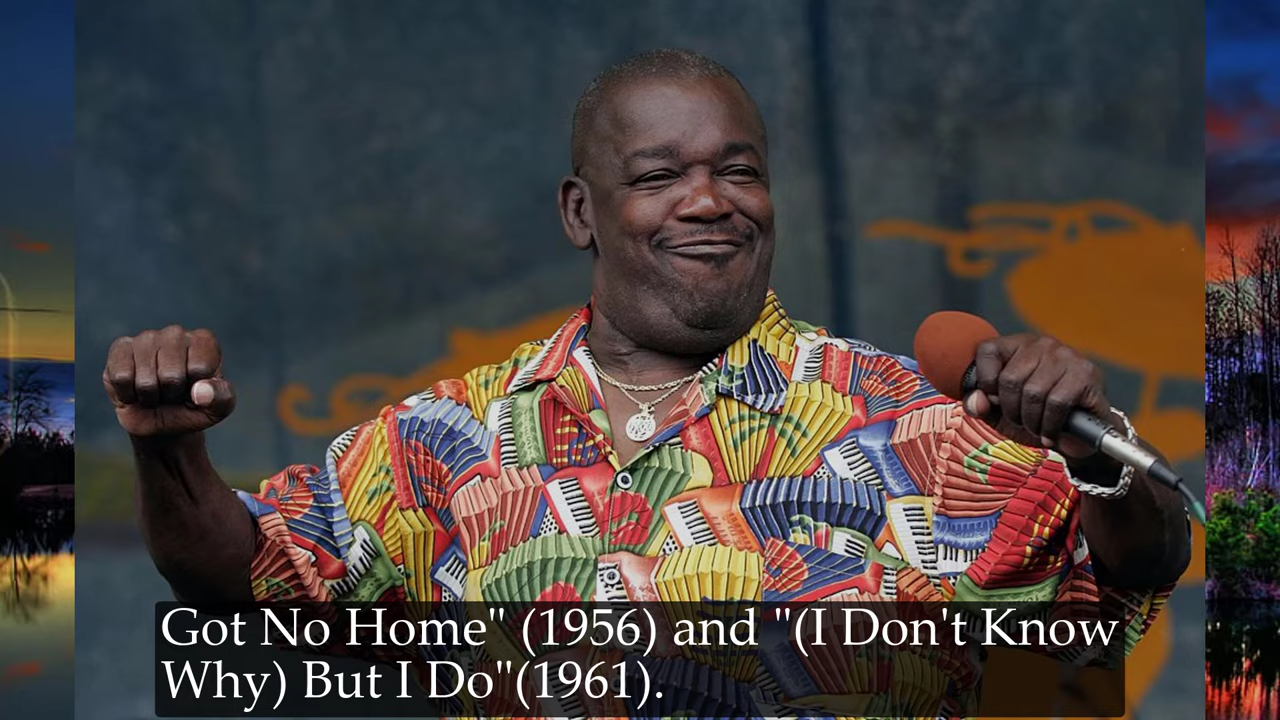 Got No Home" (1956) and "(I Don't Know
Why) But I Do"(1961).